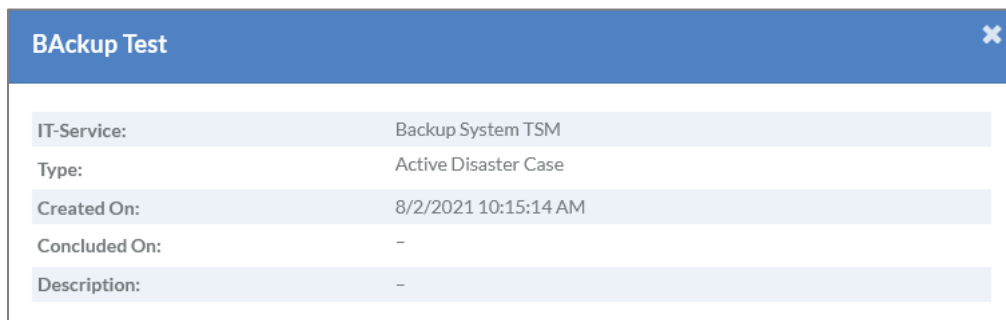 BAckup Test
IT-Service: Backup System TSM
Type: Active Disaster Case
Created On: 8/2/2021 10:15:14 AM
Concluded On: –
Description: –